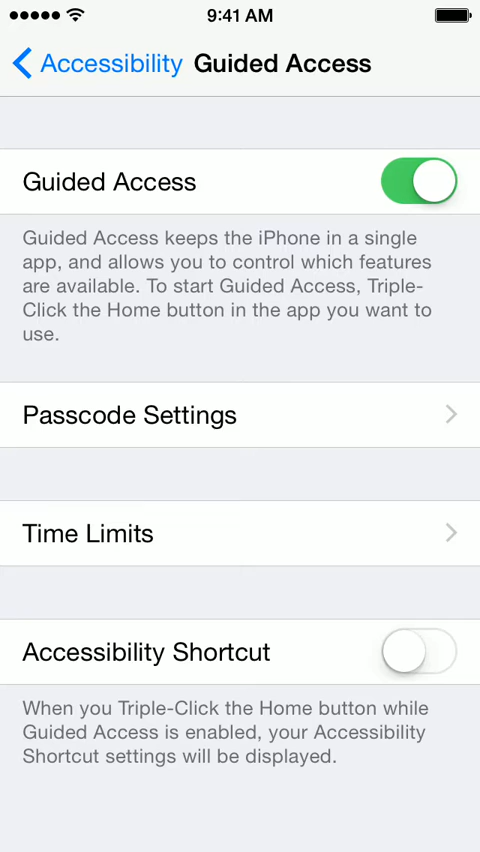 9:41 AM
Accessibility Guided Access
Guided Access
Guided Access keeps the iPhone in a single
app, and allows you to control which features
are available. To start Guided Access, Triple-
Click the Home button in the app you want to
use.
Passcode Settings
Time Limits
Accessibility Shortcut
When you Triple-Click the Home button while
Guided Access is enabled, your Accessibility
Shortcut settings will be displayed.